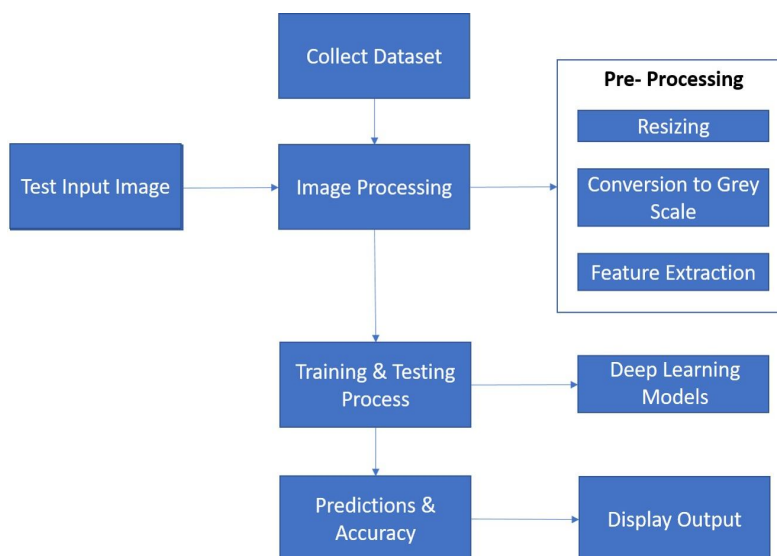 Collect Dataset
Pre- Processing
Resizing
Test Input Image
Image Processing
Conversion to Grey
Scale
Feature Extraction
Training & Testing
Process
Deep Learning
Models
Predictions &
Accuracy
Display Output